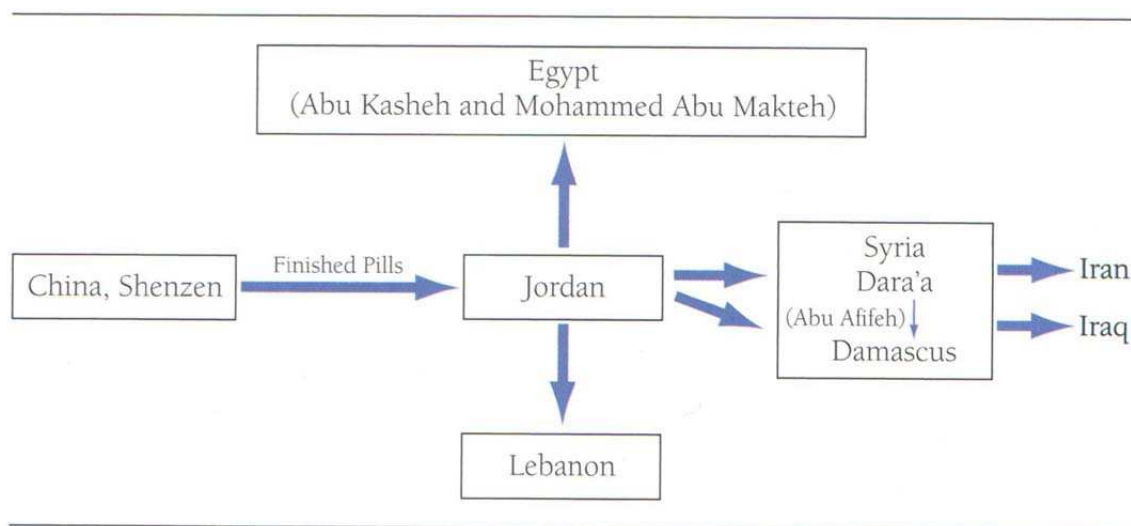 Egypt
(Abu Kasheh and Mohammed Abu Makteh)
China, Shenzen
Finished Pills
Jordan
Syria
Dara'a
(Abu Afifeh)
Damascus
Iran
Iraq
Lebanon